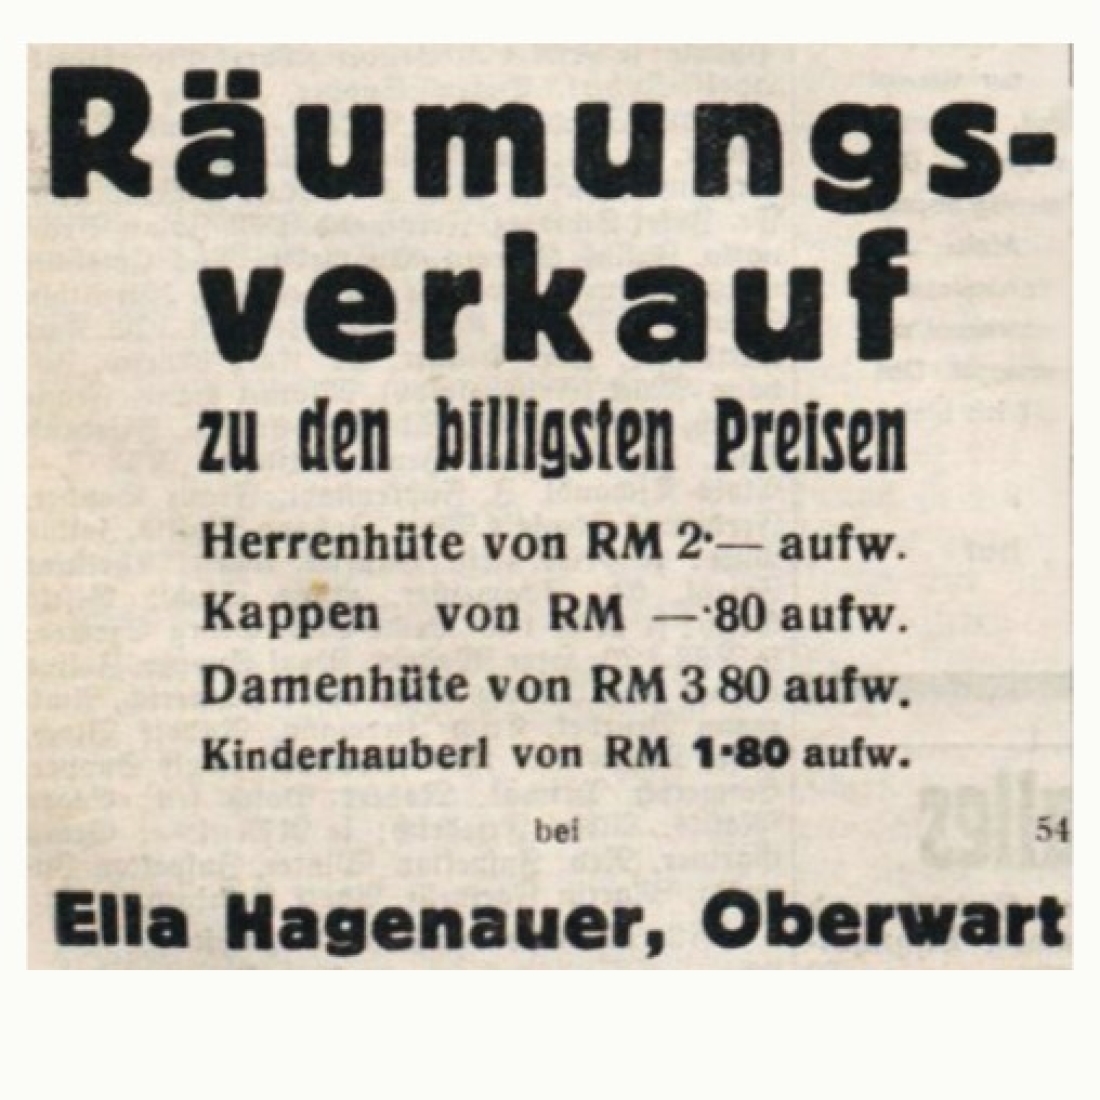 Räumungs-
verkauf
zu den billigsten Preisen
Herrenhüte von RM 2·— aufw.
Kappen von RM —·80 aufw.
Damenhüte von RM 3 80 aufw.
Kinderhauberl von RM 1·80 aufw.
bei 54
Ella Hagenauer, Oberwart